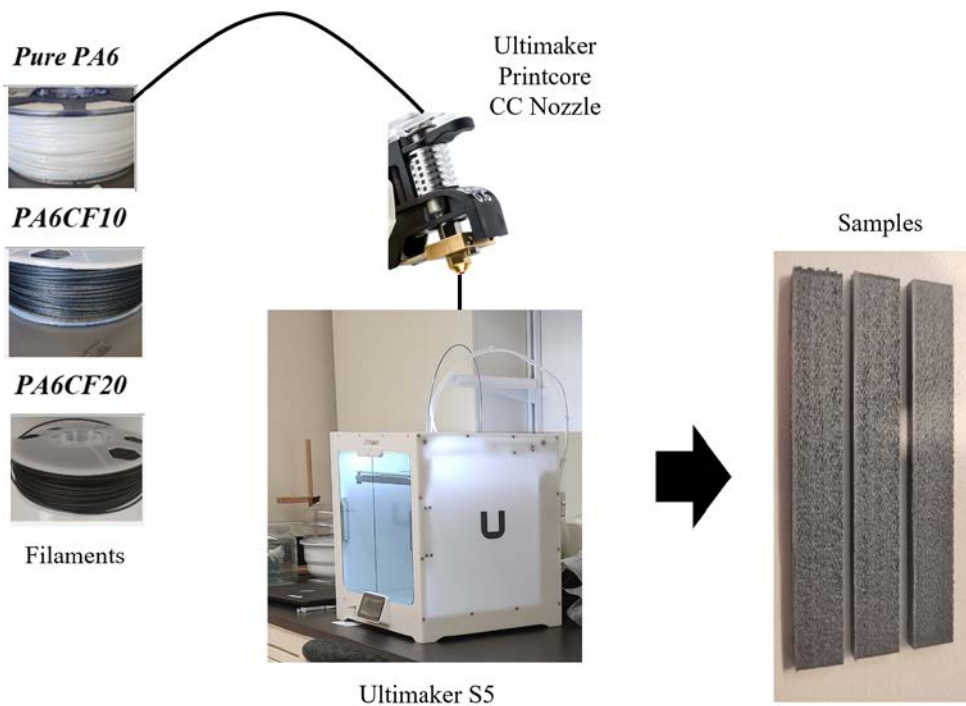 Pure PA6
PA6CF10
PA6CF20
Filaments
Ultimaker
Printcore
CC Nozzle
U
Ultimaker S5
Samples